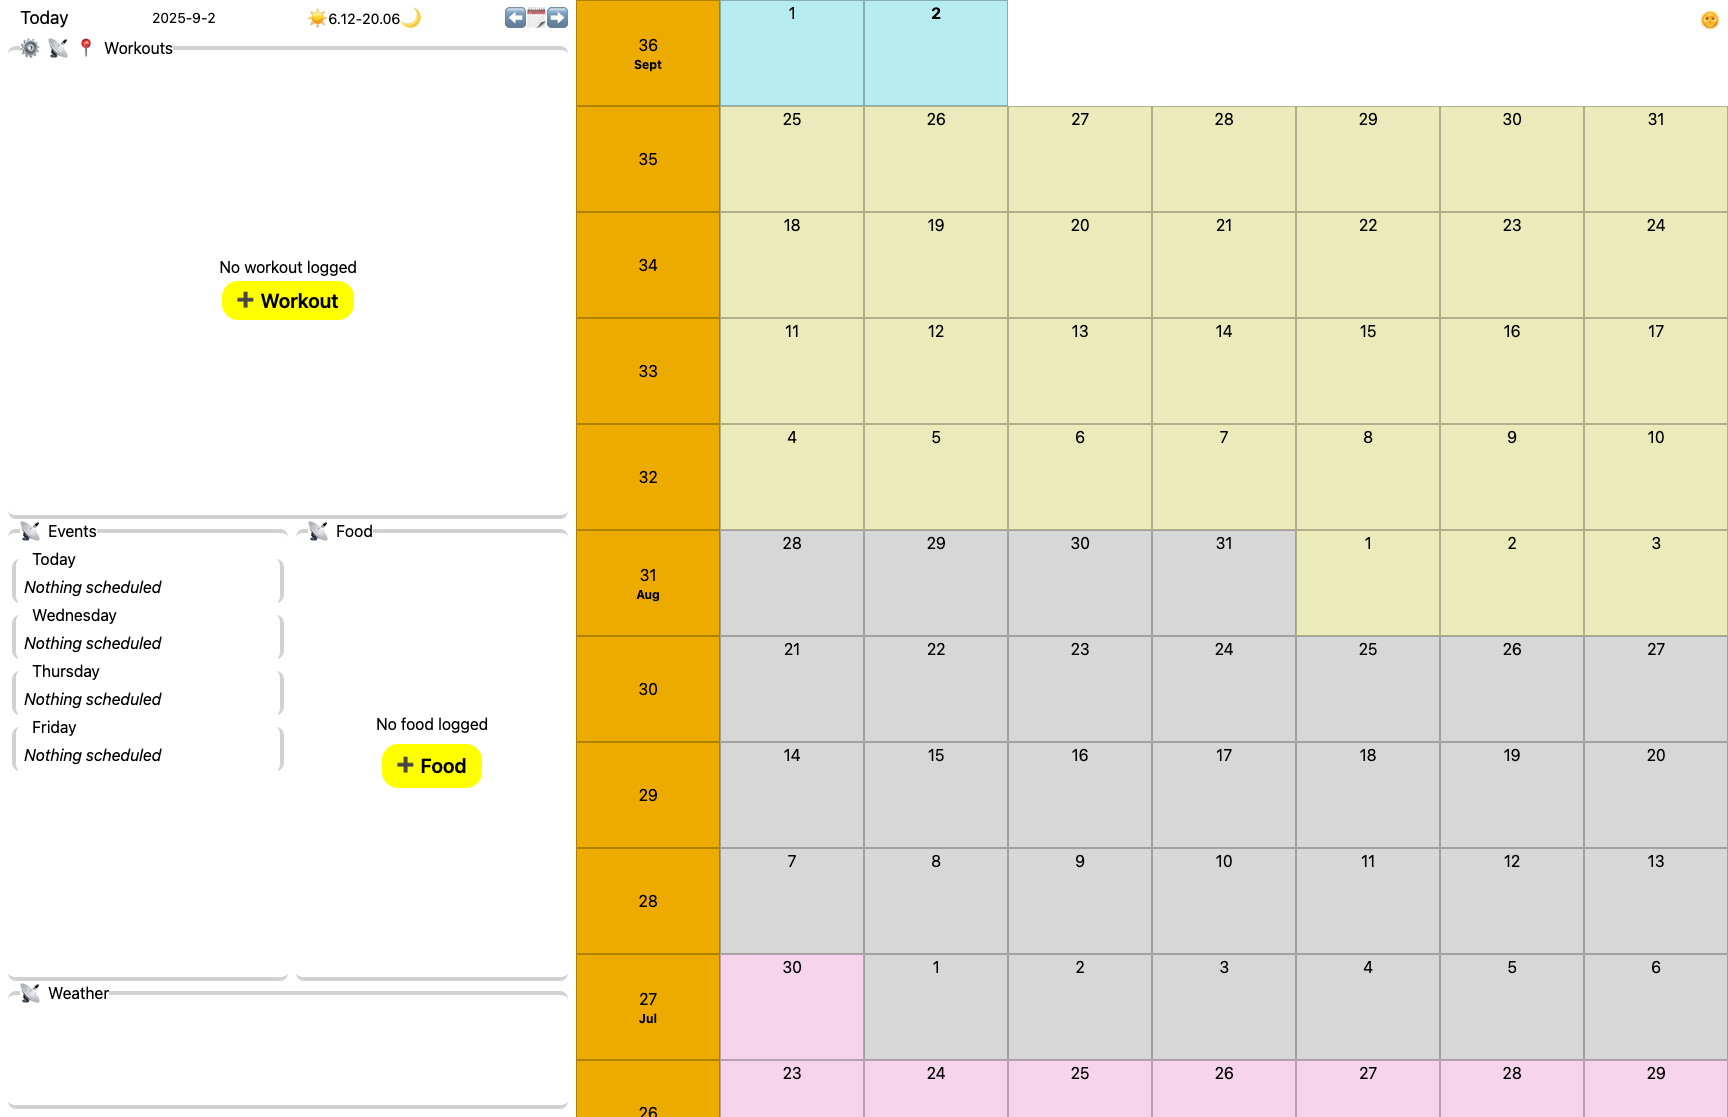 Today 2025-9-2 6.12-20.06
Workouts
No workout logged
+ Workout
Events
Today
Nothing scheduled
Wednesday
Nothing scheduled
Thursday
Nothing scheduled
Friday
Nothing scheduled
Food
No food logged
+ Food
Weather
36 1 2
Sept
35 25 26 27 28 29 30 31
34 18 19 20 21 22 23 24
33 11 12 13 14 15 16 17
32 4 5 6 7 8 9 10
31 28 29 30 31 1 2 3
Aug
30 21 22 23 24 25 26 27
29 14 15 16 17 18 19 20
28 7 8 9 10 11 12 13
27 30 1 2 3 4 5 6
Jul
26 23 24 25 26 27 28 29